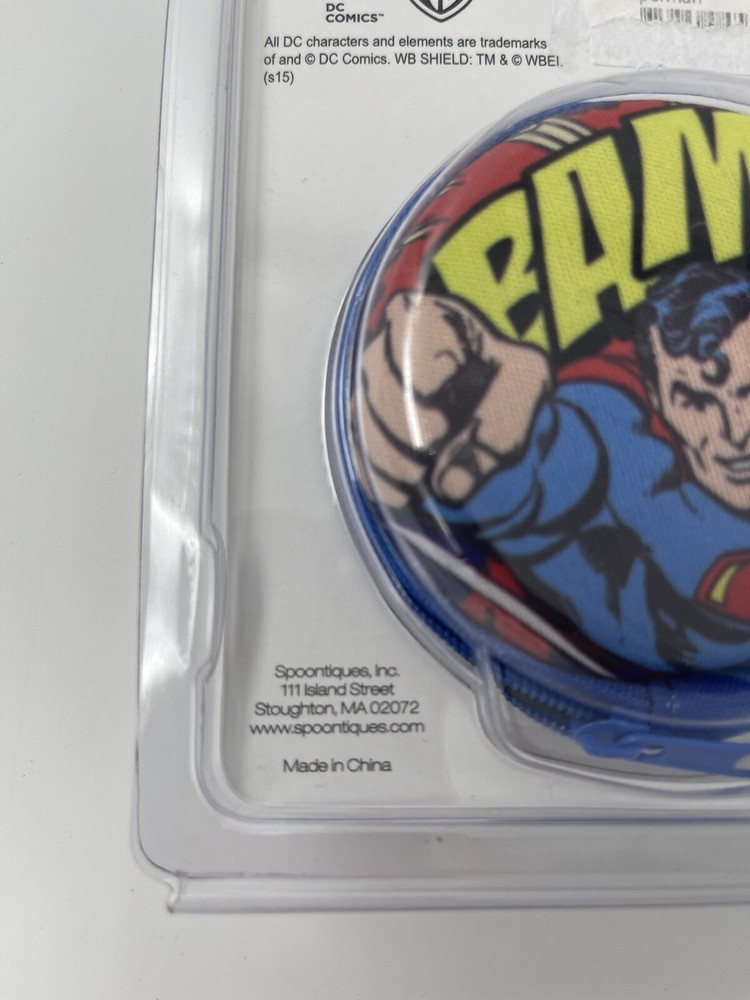 DC
COMICS™
All DC characters and elements are trademarks
of and © DC Comics. WB SHIELD: TM & © WBEI.
(s15)
BAM
Spoontiques, Inc.
111 Island Street
Stoughton, MA 02072
www.spoontiques.com
Made in China